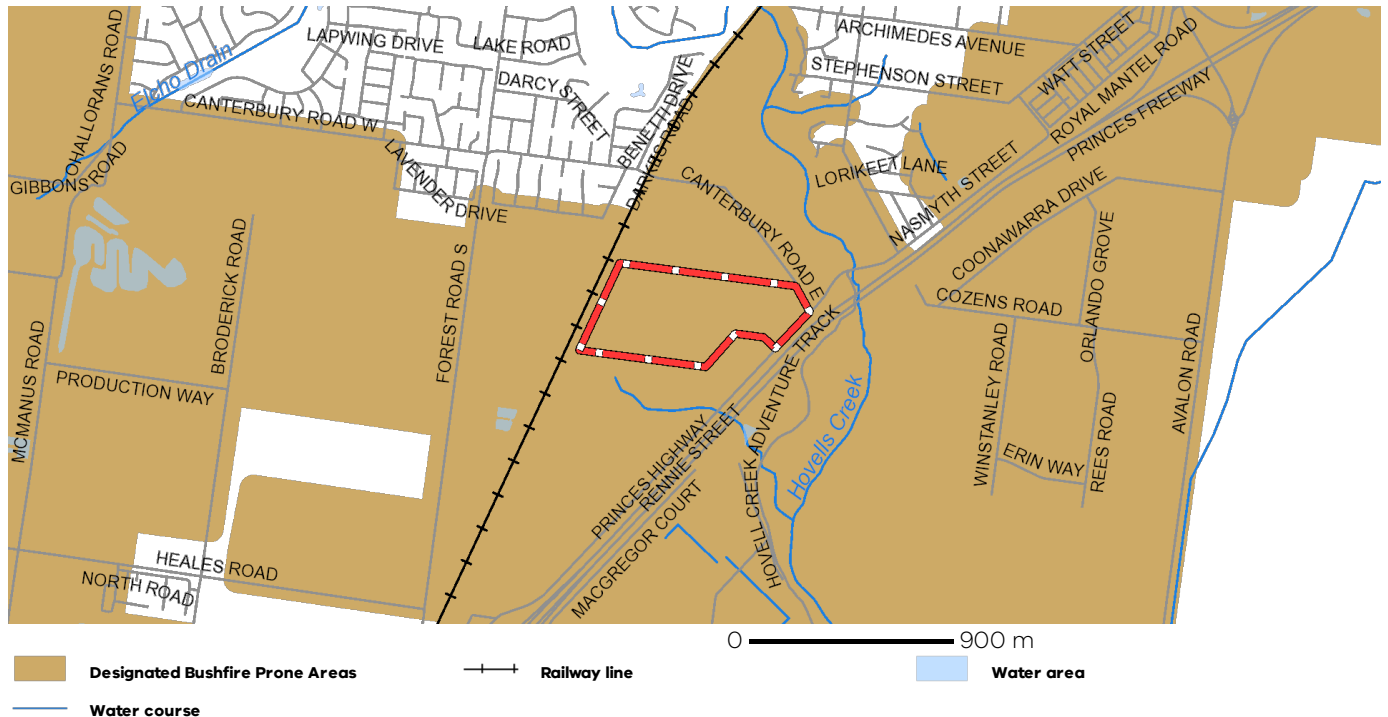 ARCHIMEDES AVENUE
WATT STREET
LAPWING DRIVE
LAKE ROAD
OHALLORANS ROAD
Elcho Drain
STEPHENSON STREET
ROYAL MANTEL ROAD
DARCY STREET
BENETTI DRIVE
PRINCES FREEWAY
CANTERBURY ROAD W
DARKES ROAD
LAVENDER DRIVE
LORIKEET LANE
NASMYTH STREET
GIBBONS ROAD
CANTERBURY ROAD E
COONAWARRA DRIVE
BRODERICK ROAD
FOREST ROAD S
ORLANDO GROVE
COZENS ROAD
MCMANUS ROAD
PRODUCTION WAY
WINSTANLEY ROAD
AVALON ROAD
HOVELL CREEK ADVENTURE TRACK
Hovells Creek
REES ROAD
ERIN WAY
PRINCES HIGHWAY
RENNIE STREET
MACGREGOR COURT
HEALES ROAD
NORTH ROAD
0 900 m
Designated Bushfire Prone Areas
Railway line
Water area
Water course